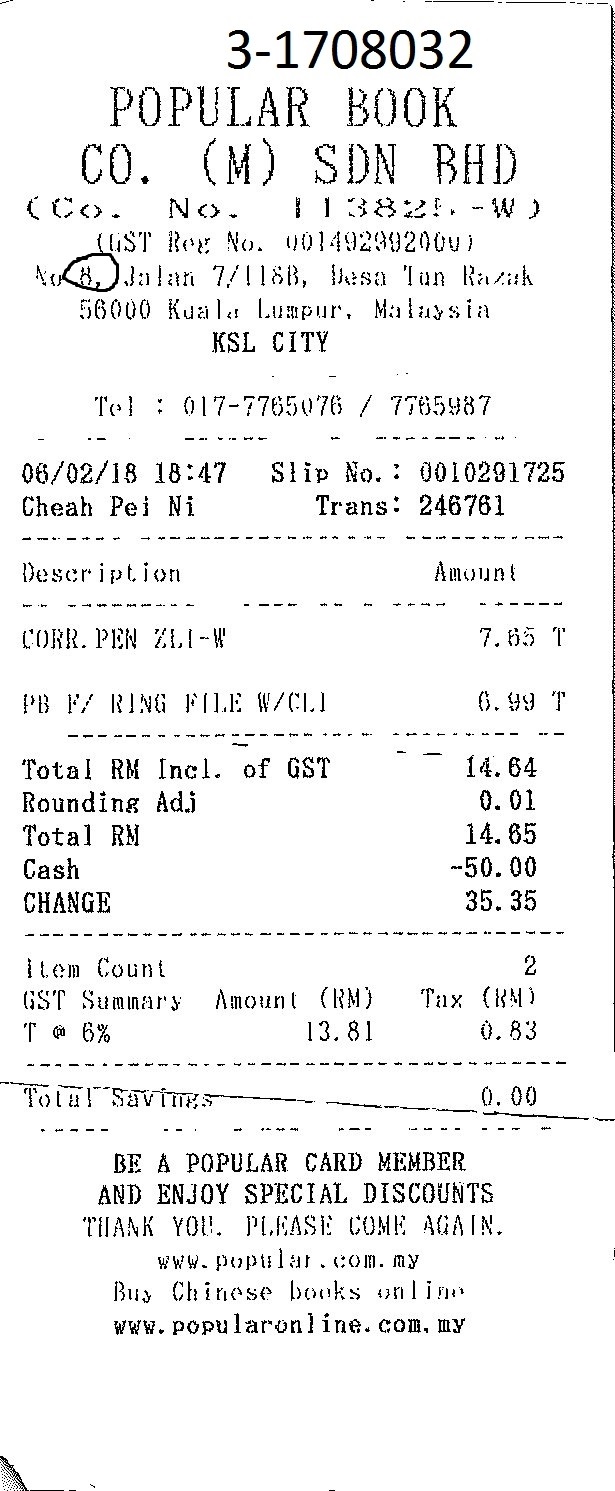 3-1708032
POPULAR BOOK
CO. (M) SDN BHD
(Co. No. 113825-W)
(GST Reg No. 001492992000)
No 8, Jalan 7/118B, Desa Tun Razak
56000 Kuala Lumpur, Malaysia
KSL CITY
Tel : 017-7765076 / 7765987
06/02/18 18:47 Slip No.: 0010291725
Cheah Pei Ni Trans: 246761
Description Amount
CORR.PEN ZL1-W 7.65 T
PB F/ RING FILE W/CLI 6.99 T
Total RM Incl. of GST 14.64
Rounding Adj 0.01
Total RM 14.65
Cash -50.00
CHANGE 35.35
Item Count 2
GST Summary Amount (RM) Tax (RM)
T @ 6% 13.81 0.83
Total Savings 0.00
BE A POPULAR CARD MEMBER
AND ENJOY SPECIAL DISCOUNTS
THANK YOU. PLEASE COME AGAIN.
www.popular.com.my
Buy Chinese books online
www.popularonline.com.my